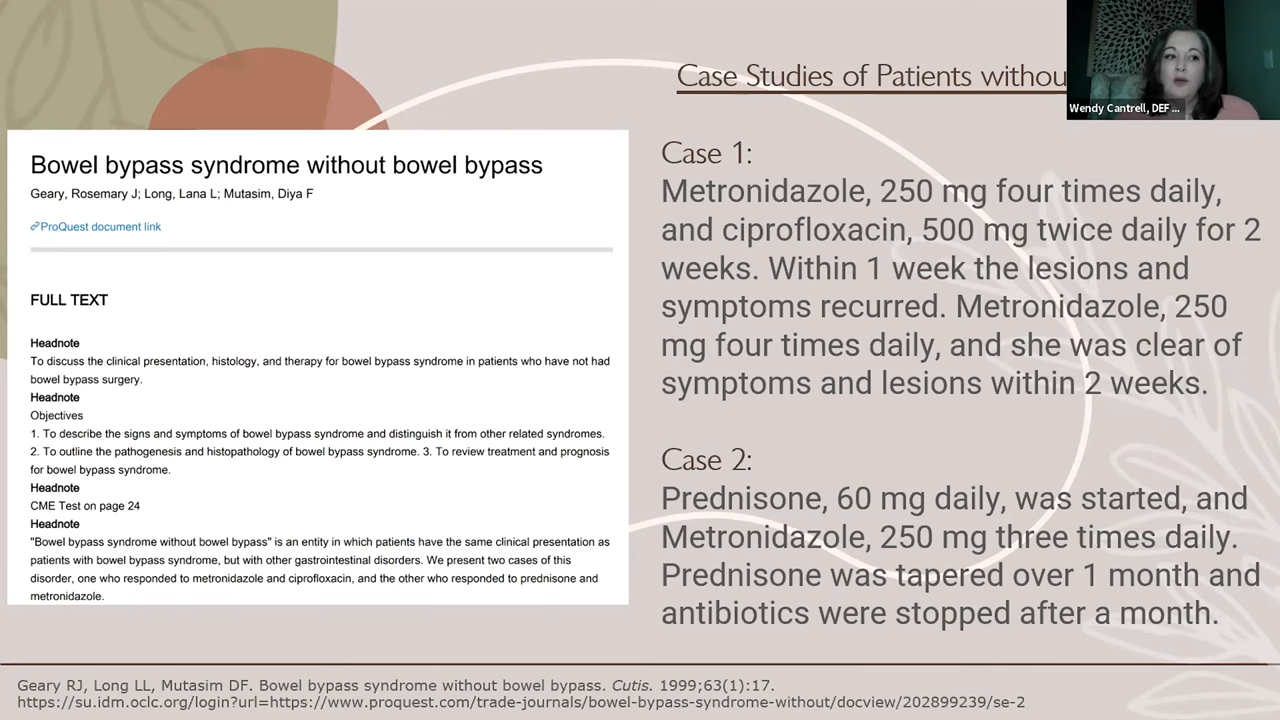 Case Studies of Patients withou
Wendy Cantrell, DEF ...
Bowel bypass syndrome without bowel bypass
Geary, Rosemary J; Long, Lana L; Mutasim, Diya F
ProQuest document link
FULL TEXT
Headnote
To discuss the clinical presentation, histology, and therapy for bowel bypass syndrome in patients who have not had
bowel bypass surgery.
Headnote
Objectives
1. To describe the signs and symptoms of bowel bypass syndrome and distinguish it from other related syndromes.
2. To outline the pathogenesis and histopathology of bowel bypass syndrome. 3. To review treatment and prognosis
for bowel bypass syndrome.
Headnote
CME Test on page 24
Headnote
"Bowel bypass syndrome without bowel bypass" is an entity in which patients have the same clinical presentation as
patients with bowel bypass syndrome, but with other gastrointestinal disorders. We present two cases of this
disorder, one who responded to metronidazole and ciprofloxacin, and the other who responded to prednisone and
metronidazole.
Case 1:
Metronidazole, 250 mg four times daily,
and ciprofloxacin, 500 mg twice daily for 2
weeks. Within 1 week the lesions and
symptoms recurred. Metronidazole, 250
mg four times daily, and she was clear of
symptoms and lesions within 2 weeks.
Case 2:
Prednisone, 60 mg daily, was started, and
Metronidazole, 250 mg three times daily.
Prednisone was tapered over 1 month and
antibiotics were stopped after a month.
Geary RJ, Long LL, Mutasim DF. Bowel bypass syndrome without bowel bypass. Cutis. 1999;63(1):17.
https://su.idm.oclc.org/login?url=https://www.proquest.com/trade-journals/bowel-bypass-syndrome-without/docview/202899239/se-2